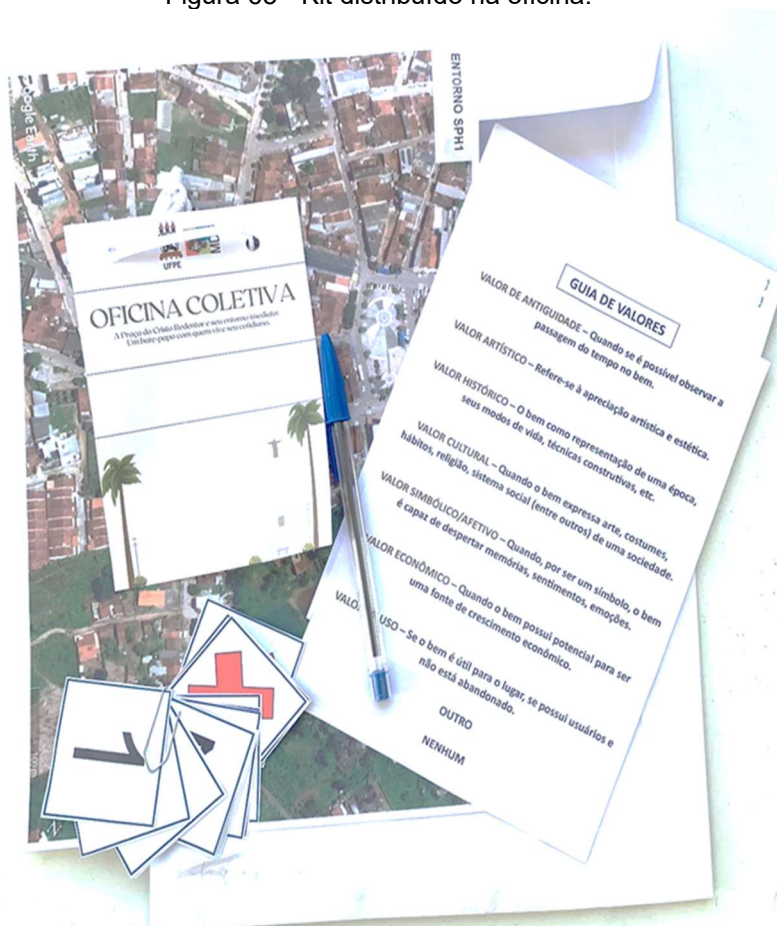 Kit distribuído na oficina.
Google Earth
ENTORNO SPH1
UFPE
OFICINA COLETIVA
A Praça do Cristo Redentor e seu entorno imediato:
Um bate-papo com quem vive seu cotidiano.
GUIA DE VALORES
VALOR DE ANTIGUIDADE – Quando se é possível observar a
passagem do tempo no bem.
VALOR ARTÍSTICO – Refere-se à apreciação artística e estética.
VALOR HISTÓRICO – O bem como representação de uma época,
seus modos de vida, técnicas construtivas, etc.
VALOR CULTURAL – Quando o bem expressa arte, costumes,
hábitos, religião, sistema social (entre outros) de uma sociedade.
VALOR SIMBÓLICO/AFETIVO – Quando, por ser um símbolo, o bem
é capaz de despertar memórias, sentimentos, emoções.
VALOR ECONÔMICO – Quando o bem possui potencial para ser
uma fonte de crescimento econômico.
USO – Se o bem é útil para o lugar, se possui usuários e
não está abandonado.
OUTRO
NENHUM
1